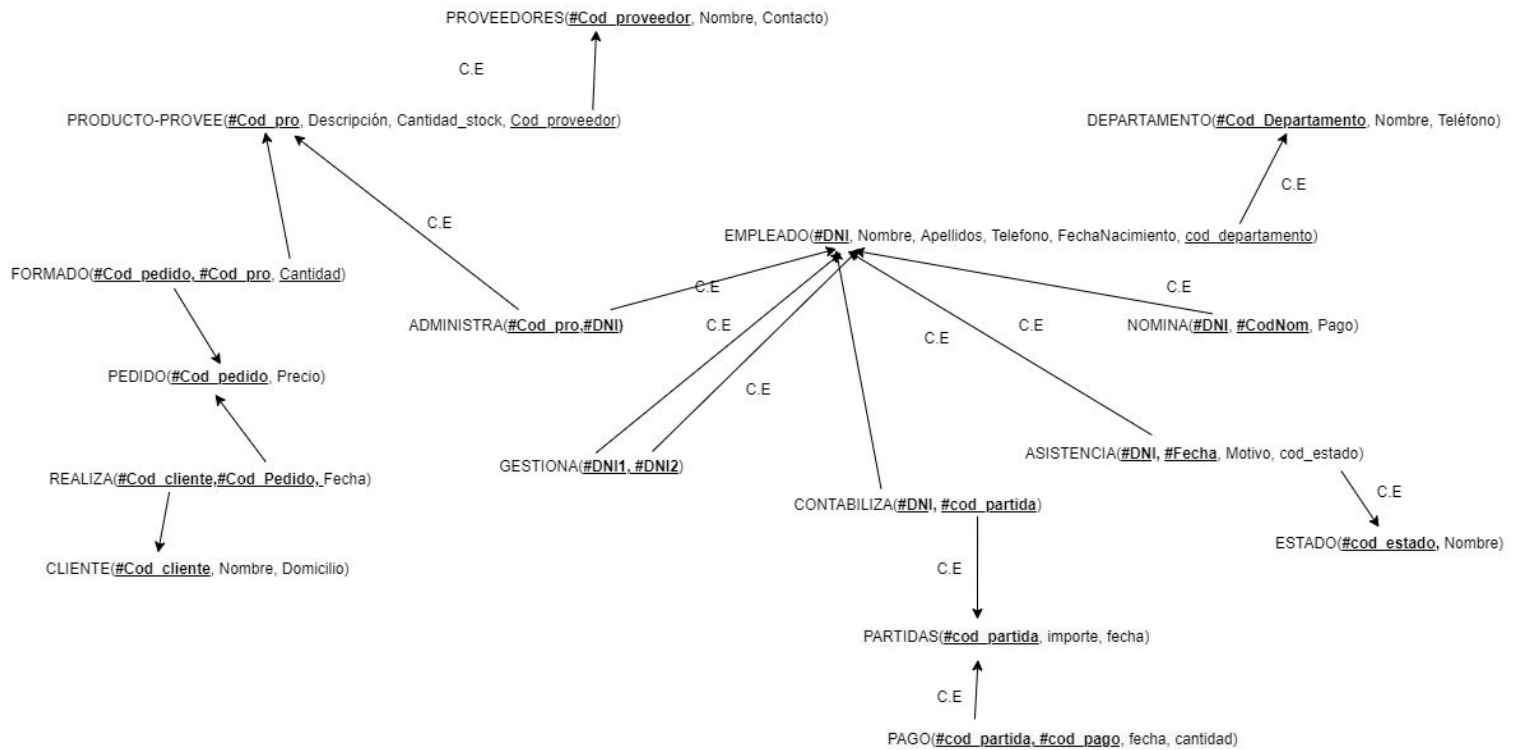 PROVEEDORES(#Cod_proveedor, Nombre, Contacto)
C.E
PRODUCTO-PROVEE(#Cod_pro, Descripción, Cantidad_stock, Cod_proveedor)
DEPARTAMENTO(#Cod_Departamento, Nombre, Teléfono)
C.E
C.E
EMPLEADO(#DNI, Nombre, Apellidos, Telefono, FechaNacimiento, cod_departamento)
FORMADO(#Cod_pedido, #Cod_pro, Cantidad)
C.E
C.E
ADMINISTRA(#Cod_pro,#DNI)
C.E
C.E
NOMINA(#DNI, #CodNom, Pago)
C.E
PEDIDO(#Cod_pedido, Precio)
C.E
GESTIONA(#DNI1, #DNI2)
ASISTENCIA(#DNI, #Fecha, Motivo, cod_estado)
REALIZA(#Cod_cliente,#Cod_Pedido, Fecha)
C.E
CONTABILIZA(#DNI, #cod_partida)
ESTADO(#cod_estado, Nombre)
CLIENTE(#Cod_cliente, Nombre, Domicilio)
C.E
PARTIDAS(#cod_partida, importe, fecha)
C.E
PAGO(#cod_partida, #cod_pago, fecha, cantidad)